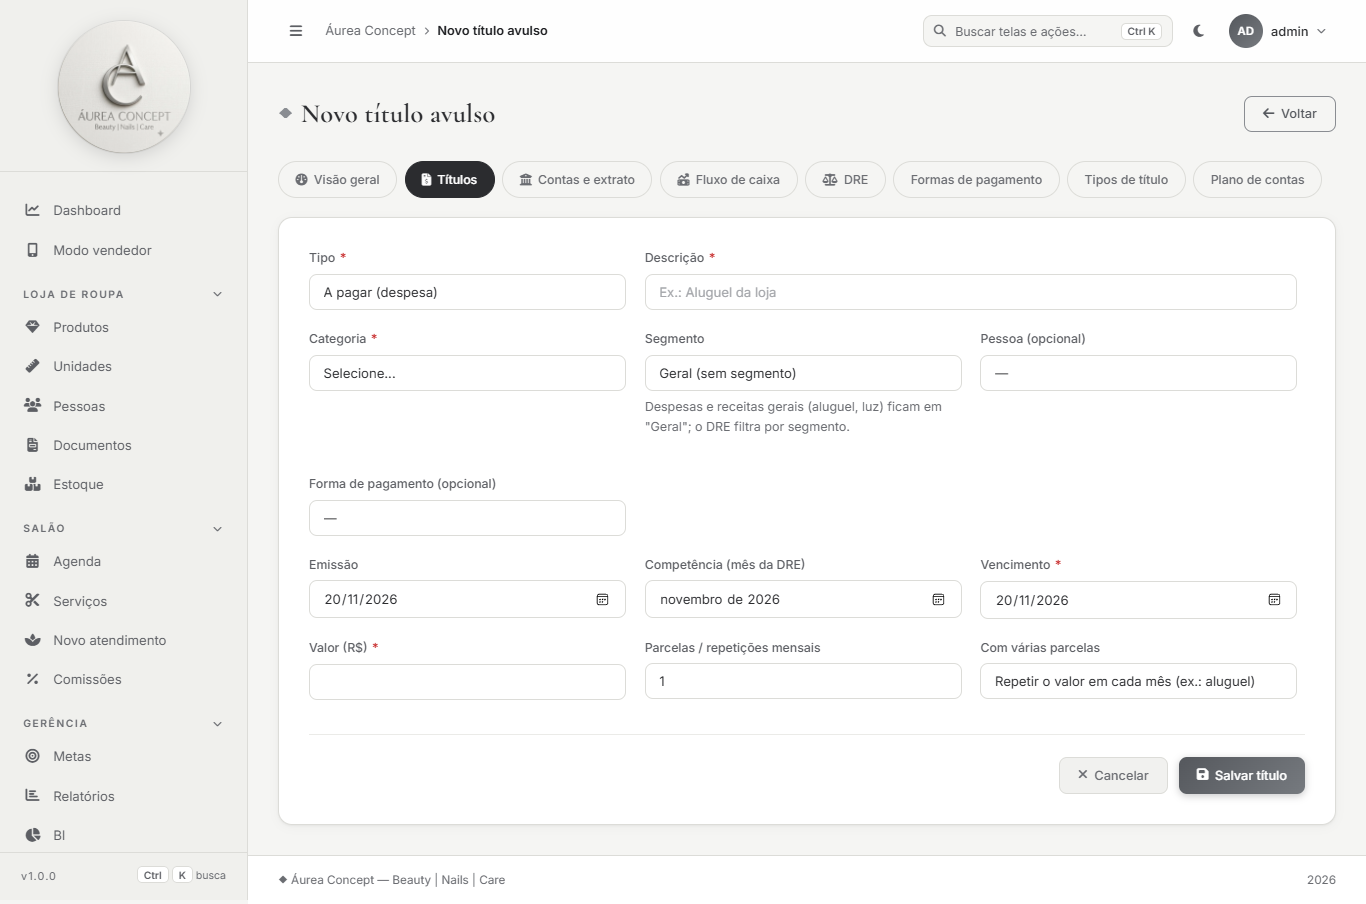 ÁUREA CONCEPT
Beauty | Nails | Care
Dashboard
Modo vendedor
LOJA DE ROUPA
Produtos
Unidades
Pessoas
Documentos
Estoque
SALÃO
Agenda
Serviços
Novo atendimento
Comissões
GERÊNCIA
Metas
Relatórios
BI
v1.0.0
Ctrl K busca
Áurea Concept › Novo título avulso
Buscar telas e ações... Ctrl K
AD admin
Novo título avulso
Voltar
Visão geral Títulos Contas e extrato Fluxo de caixa DRE Formas de pagamento Tipos de título Plano de contas
Tipo * Descrição *
A pagar (despesa) Ex.: Aluguel da loja
Categoria * Segmento Pessoa (opcional)
Selecione... Geral (sem segmento) —
Despesas e receitas gerais (aluguel, luz) ficam em
"Geral"; o DRE filtra por segmento.
Forma de pagamento (opcional)
—
Emissão Competência (mês da DRE) Vencimento *
20/11/2026 novembro de 2026 20/11/2026
Valor (R$) * Parcelas / repetições mensais Com várias parcelas
1 Repetir o valor em cada mês (ex.: aluguel)
Cancelar Salvar título
Áurea Concept — Beauty | Nails | Care 2026